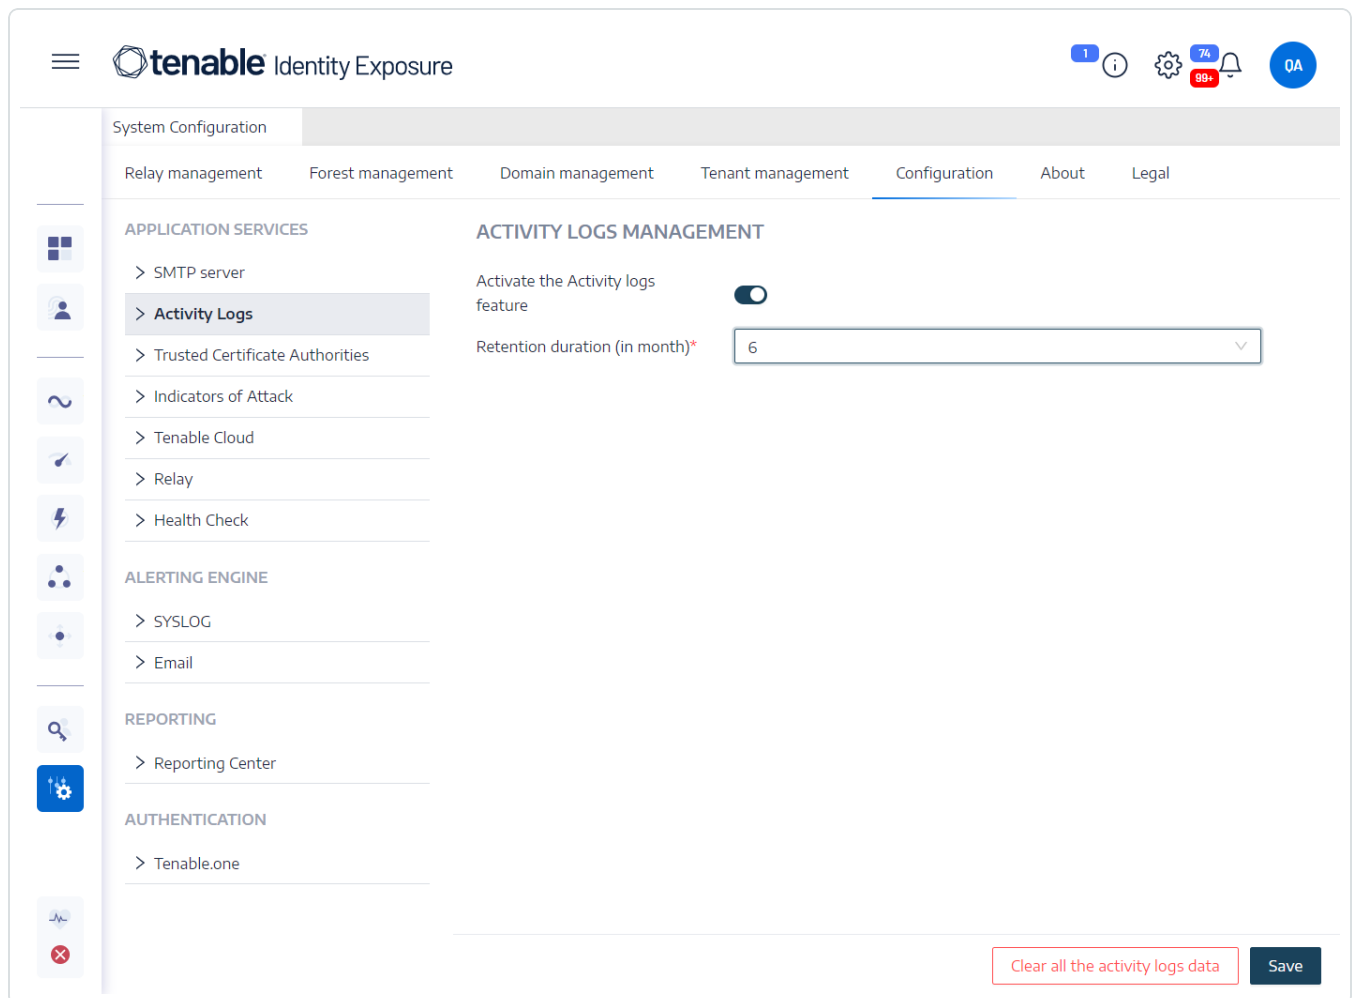 tenable Identity Exposure
1
74
99+
QA
System Configuration
Relay management
Forest management
Domain management
Tenant management
Configuration
About
Legal
APPLICATION SERVICES
SMTP server
Activity Logs
Trusted Certificate Authorities
Indicators of Attack
Tenable Cloud
Relay
Health Check
ALERTING ENGINE
SYSLOG
Email
REPORTING
Reporting Center
AUTHENTICATION
Tenable.one
ACTIVITY LOGS MANAGEMENT
Activate the Activity logs
feature
Retention duration (in month)*
6
Clear all the activity logs data
Save